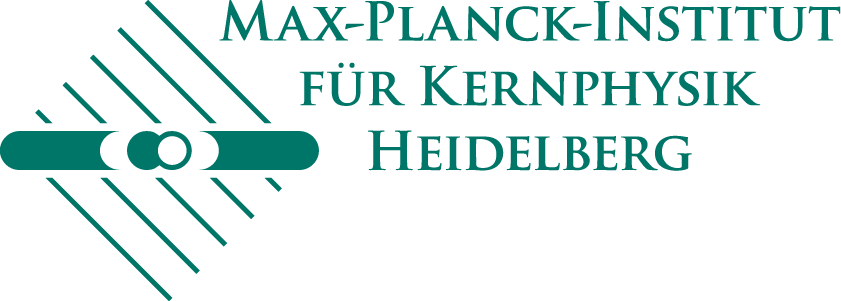 MAX-PLANCK-INSTITUT
FÜR KERNPHYSIK
HEIDELBERG